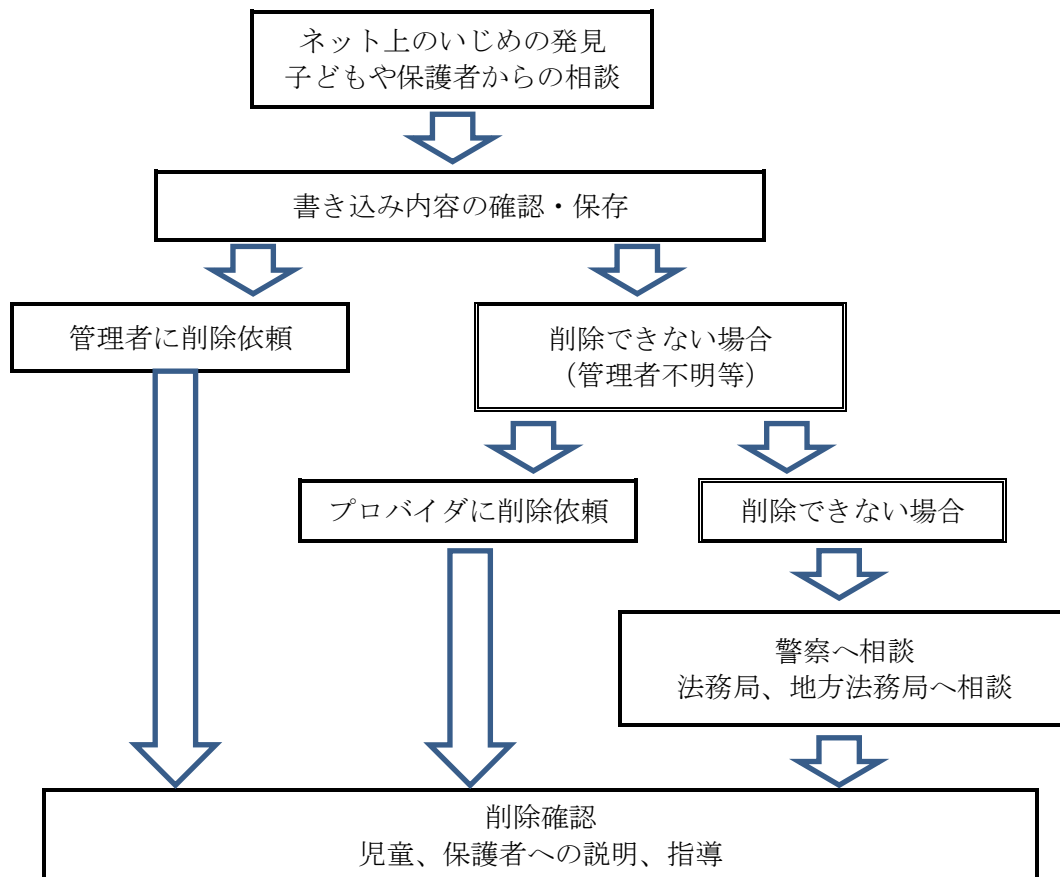 ネット上のいじめの発見
子どもや保護者からの相談
書き込み内容の確認・保存
管理者に削除依頼
削除できない場合
（管理者不明等）
プロバイダに削除依頼
削除できない場合
警察へ相談
法務局、地方法務局へ相談
削除確認
児童、保護者への説明、指導